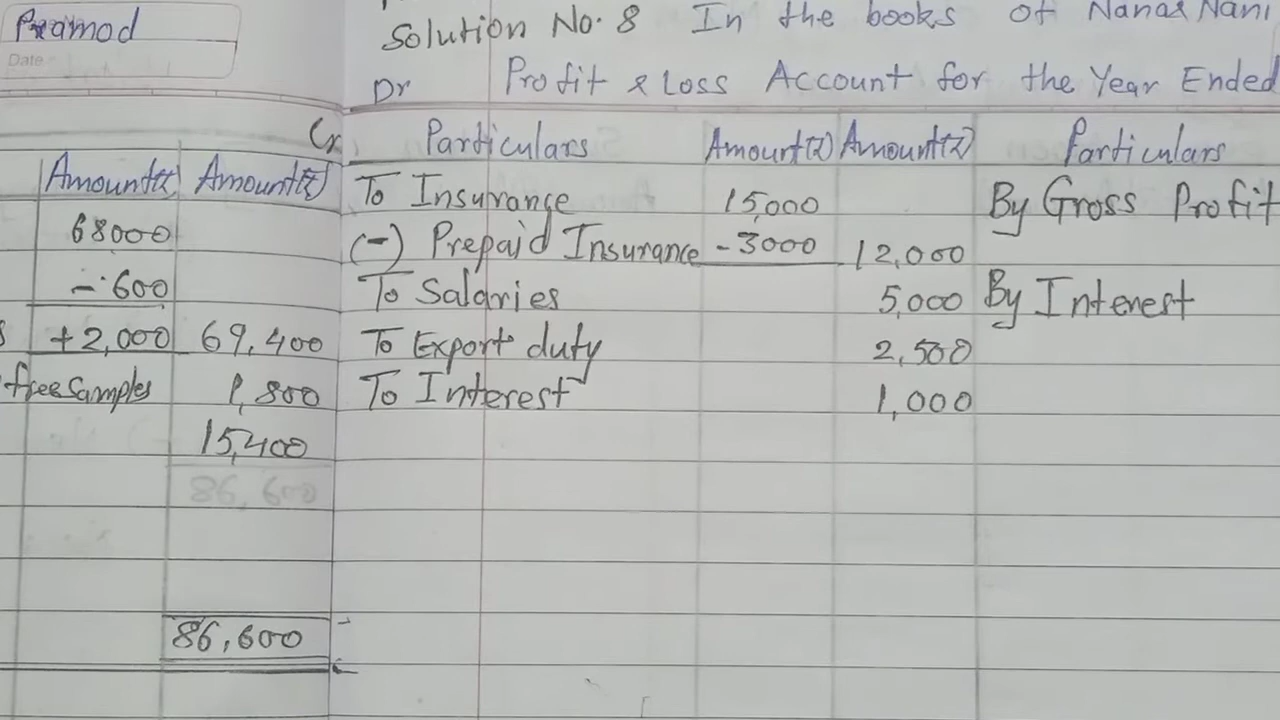 Pramod
Date
Solution No. 8 In the books of Nana & Nani
Dr Profit & Loss Account for the Year Ended
Cr.
Amount(₹) Amount(₹)
68000
- 600
+2,000 69,400
free samples 1,800
15,400
86,600
86,600
Particulars Amount(₹) Amount(₹) Particulars
To Insurance 15,000 By Gross Profit
(-) Prepaid Insurance -3000 12,000
To Salaries 5,000 By Interest
To Export duty 2,500
To Interest 1,000